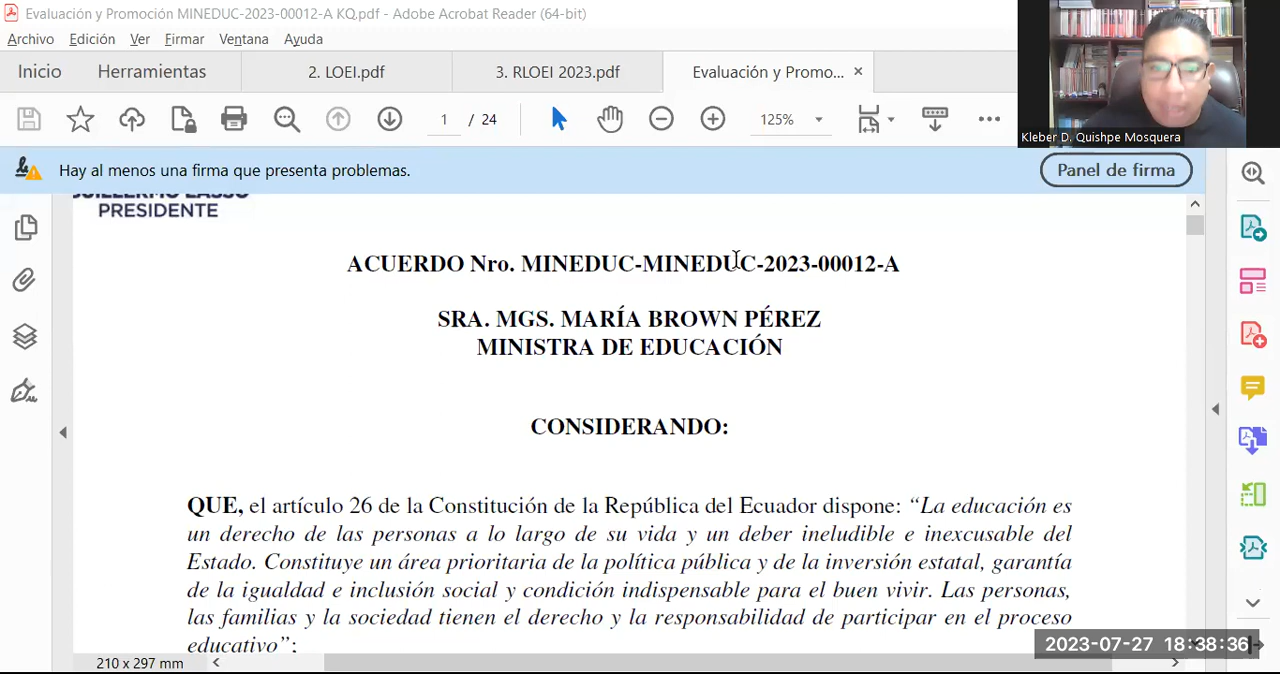 Evaluación y Promoción MINEDUC-2023-00012-A KQ.pdf - Adobe Acrobat Reader (64-bit)
Archivo Edición Ver Firmar Ventana Ayuda
Inicio Herramientas 2. LOEI.pdf 3. RLOEI 2023.pdf Evaluación y Promo... ×
1 / 24 125%
Kleber D. Quishpe Mosquera
Hay al menos una firma que presenta problemas. Panel de firma
GUILLERMO LASSO
PRESIDENTE
ACUERDO Nro. MINEDUC-MINEDUC-2023-00012-A
SRA. MGS. MARÍA BROWN PÉREZ
MINISTRA DE EDUCACIÓN
CONSIDERANDO:
QUE, el artículo 26 de la Constitución de la República del Ecuador dispone: “La educación es
un derecho de las personas a lo largo de su vida y un deber ineludible e inexcusable del
Estado. Constituye un área prioritaria de la política pública y de la inversión estatal, garantía
de la igualdad e inclusión social y condición indispensable para el buen vivir. Las personas,
las familias y la sociedad tienen el derecho y la responsabilidad de participar en el proceso
educativo”;
2023-07-27 18:38:36
210 x 297 mm